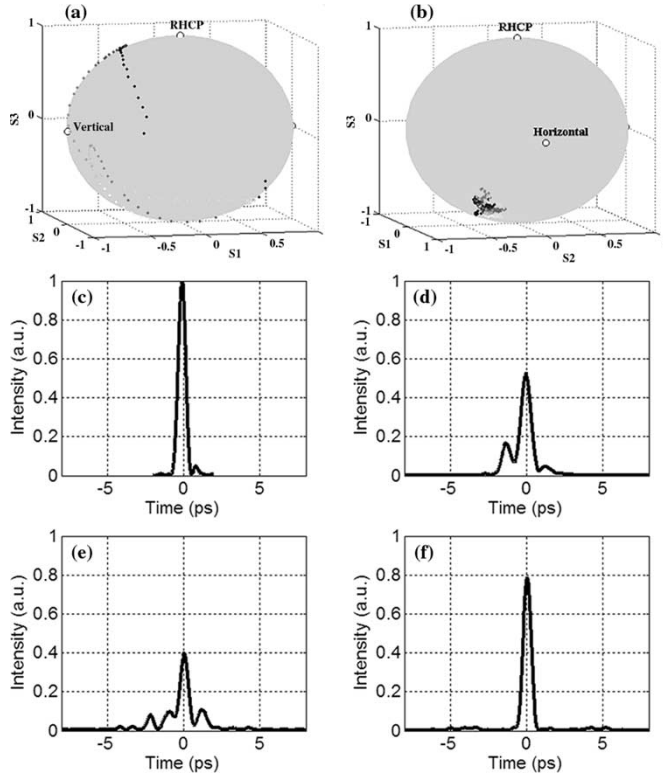 (a)
RHCP
1
S3
0
Vertical
-1
1
0
S2
-1
-1
-0.5
0
S1
0.5
(b)
RHCP
1
S3
0
Horizontal
-1
-1
S1
0
1
-1
-0.5
0
S2
0.5
(c)
1
0.8
0.6
0.4
0.2
0
Intensity (a.u.)
-5 0 5
Time (ps)
(d)
1
0.8
0.6
0.4
0.2
0
Intensity (a.u.)
-5 0 5
Time (ps)
(e)
1
0.8
0.6
0.4
0.2
0
Intensity (a.u.)
-5 0 5
Time (ps)
(f)
1
0.8
0.6
0.4
0.2
0
Intensity (a.u.)
-5 0 5
Time (ps)